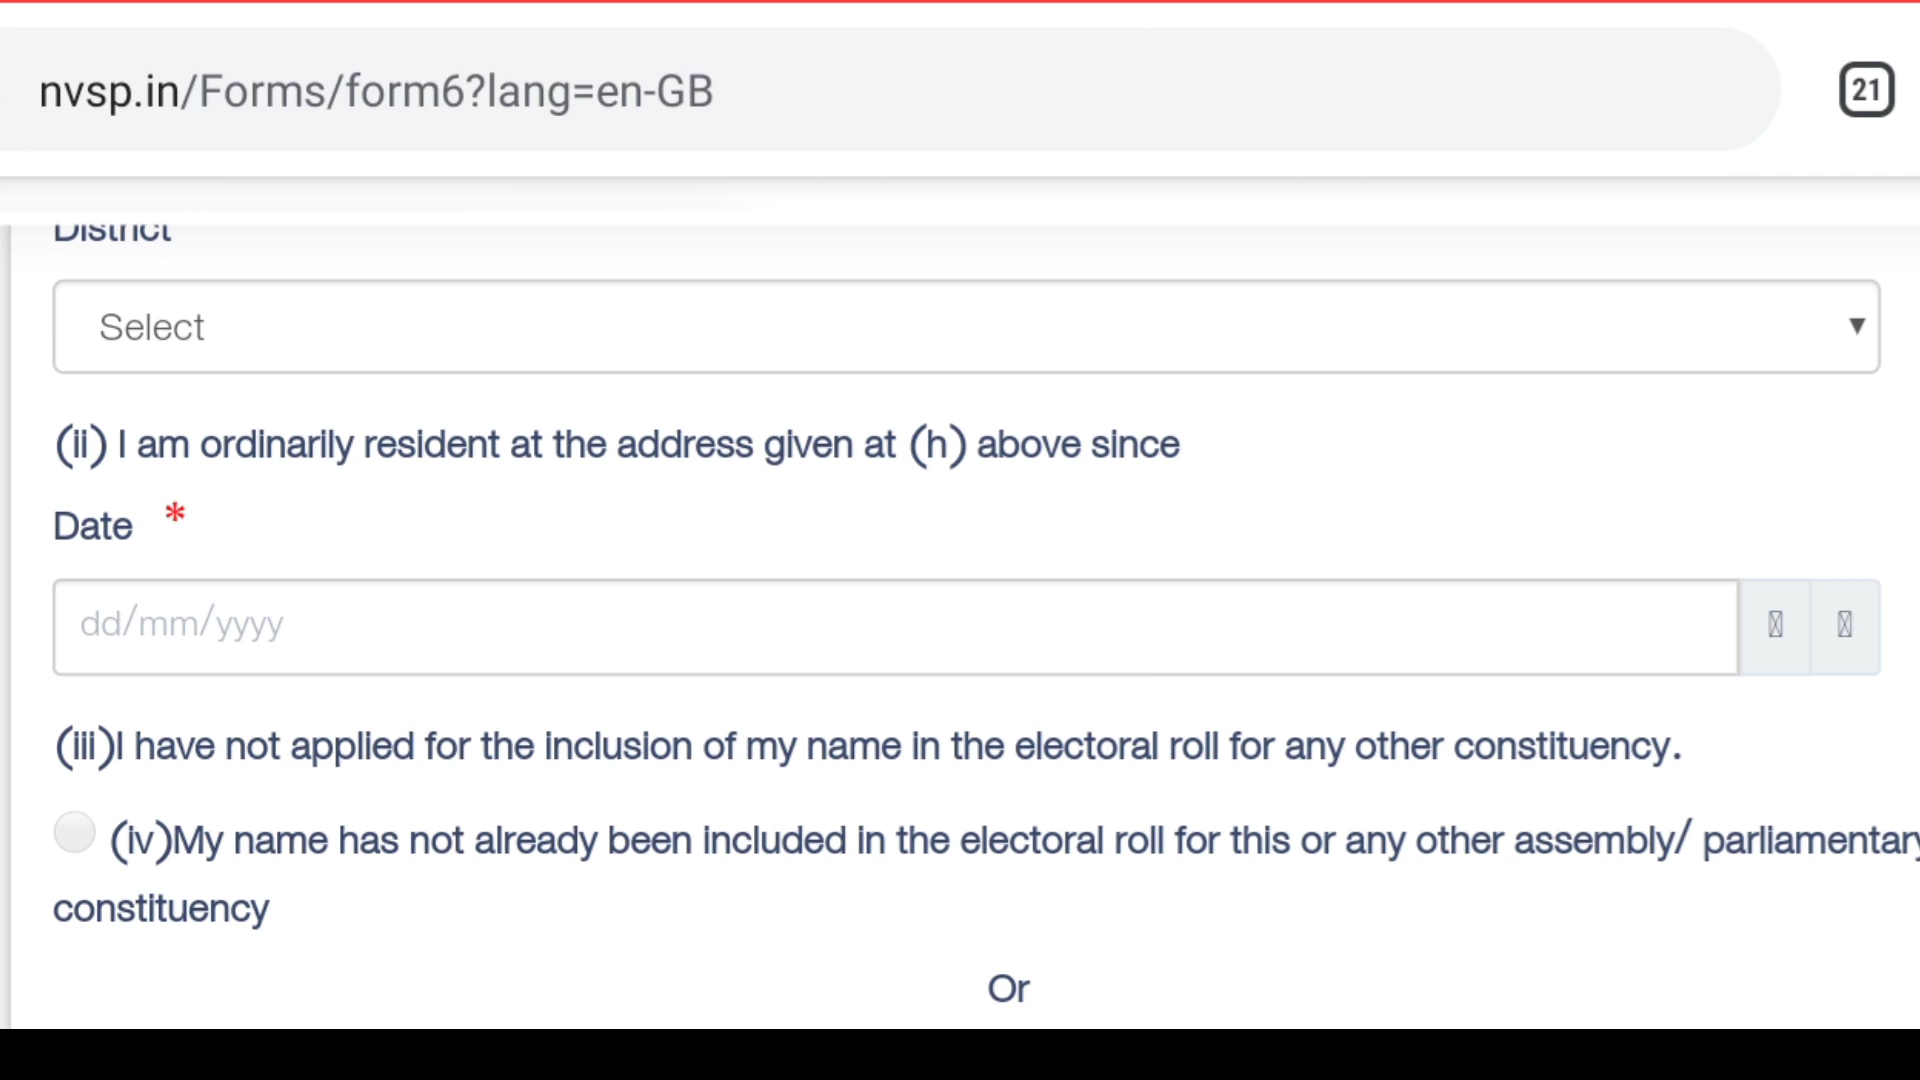 nvsp.in/Forms/form6?lang=en-GB
21
District
Select
(ii) I am ordinarily resident at the address given at (h) above since
Date *
dd/mm/yyyy
(iii)I have not applied for the inclusion of my name in the electoral roll for any other constituency.
(iv)My name has not already been included in the electoral roll for this or any other assembly/ parliamentary
constituency
Or